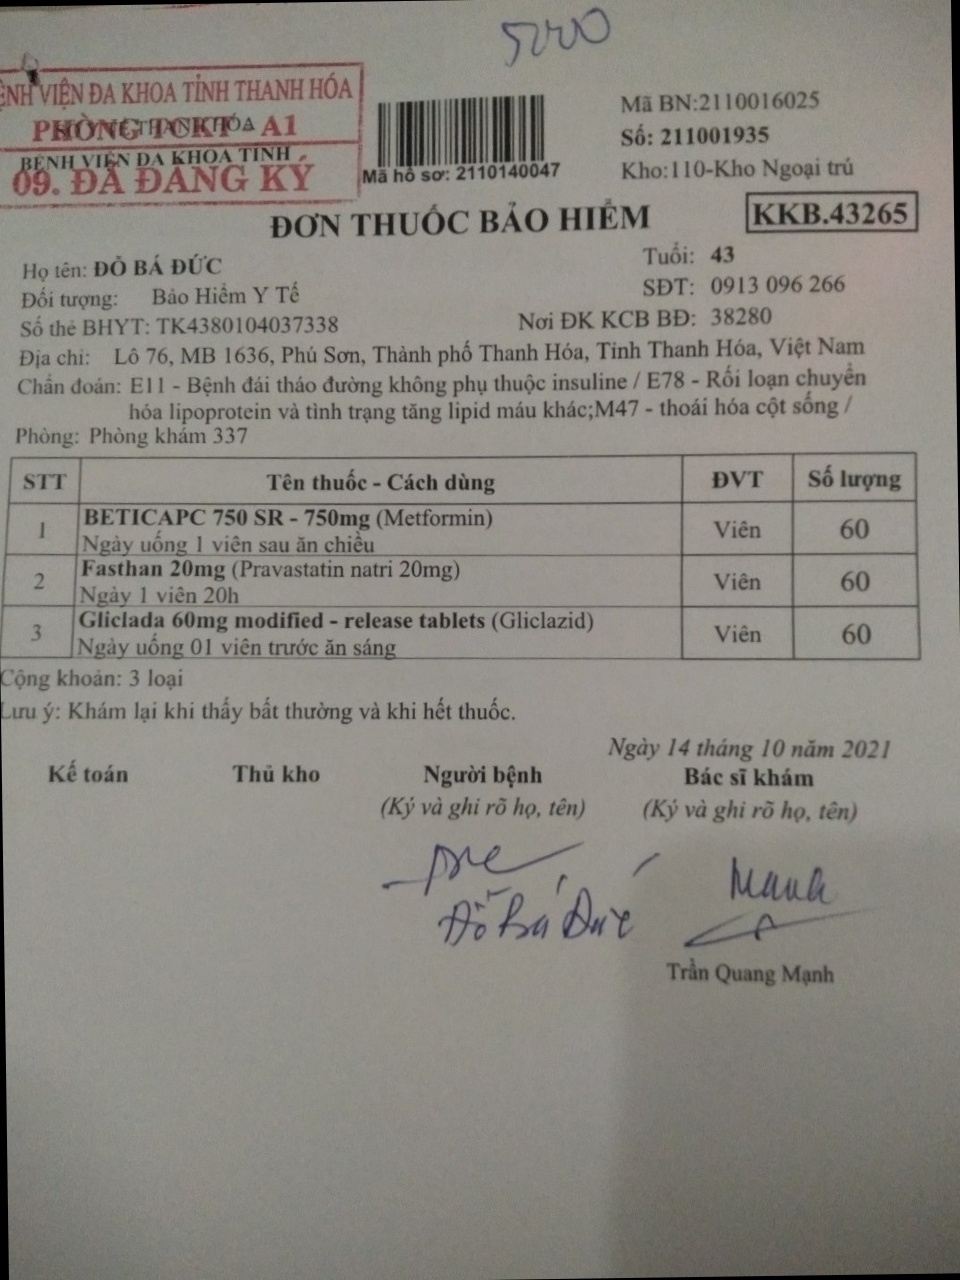 5000
BỆNH VIỆN ĐA KHOA TỈNH THANH HÓA
PHÒNG TCKT A1
BỆNH VIỆN ĐA KHOA TỈNH
09. ĐÃ ĐĂNG KÝ
Mã hồ sơ: 2110140047
Mã BN:2110016025
Số: 211001935
Kho:110-Kho Ngoại trú
ĐƠN THUỐC BẢO HIỂM
KKB.43265
Họ tên: ĐỖ BÁ ĐỨC Tuổi: 43
Đối tượng: Bảo Hiểm Y Tế SĐT: 0913 096 266
Số thẻ BHYT: TK4380104037338 Nơi ĐK KCB BĐ: 38280
Địa chỉ: Lô 76, MB 1636, Phú Sơn, Thành phố Thanh Hóa, Tỉnh Thanh Hóa, Việt Nam
Chẩn đoán: E11 - Bệnh đái tháo đường không phụ thuộc insuline / E78 - Rối loạn chuyển
hóa lipoprotein và tình trạng tăng lipid máu khác;M47 - thoái hóa cột sống /
Phòng: Phòng khám 337
STT Tên thuốc - Cách dùng ĐVT Số lượng
1 BETICAPC 750 SR - 750mg (Metformin) Viên 60
Ngày uống 1 viên sau ăn chiều
2 Fasthan 20mg (Pravastatin natri 20mg) Viên 60
Ngày 1 viên 20h
3 Gliclada 60mg modified - release tablets (Gliclazid) Viên 60
Ngày uống 01 viên trước ăn sáng
Cộng khoản: 3 loại
Lưu ý: Khám lại khi thấy bất thường và khi hết thuốc.
Ngày 14 tháng 10 năm 2021
Kế toán Thủ kho Người bệnh Bác sĩ khám
(Ký và ghi rõ họ, tên) (Ký và ghi rõ họ, tên)
Đỗ Bá Đức
Trần Quang Mạnh